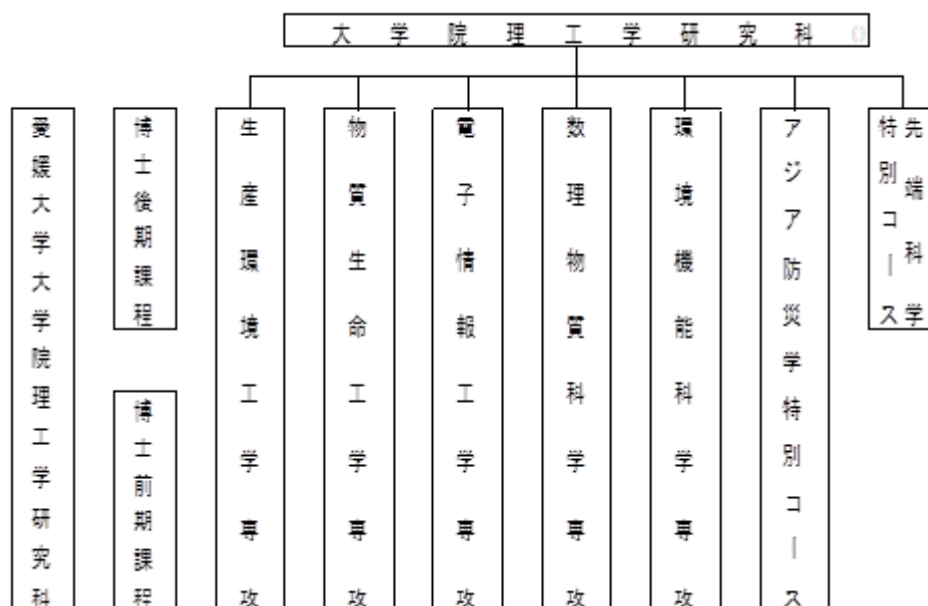 大学院理工学研究科
愛媛大学大学院理工学研究科
博士後期課程
博士前期課程
生産環境工学専攻
物質生命工学専攻
電子情報工学専攻
数理物質科学専攻
環境機能科学専攻
アジア防災学特別コース
先端科学
特別コース